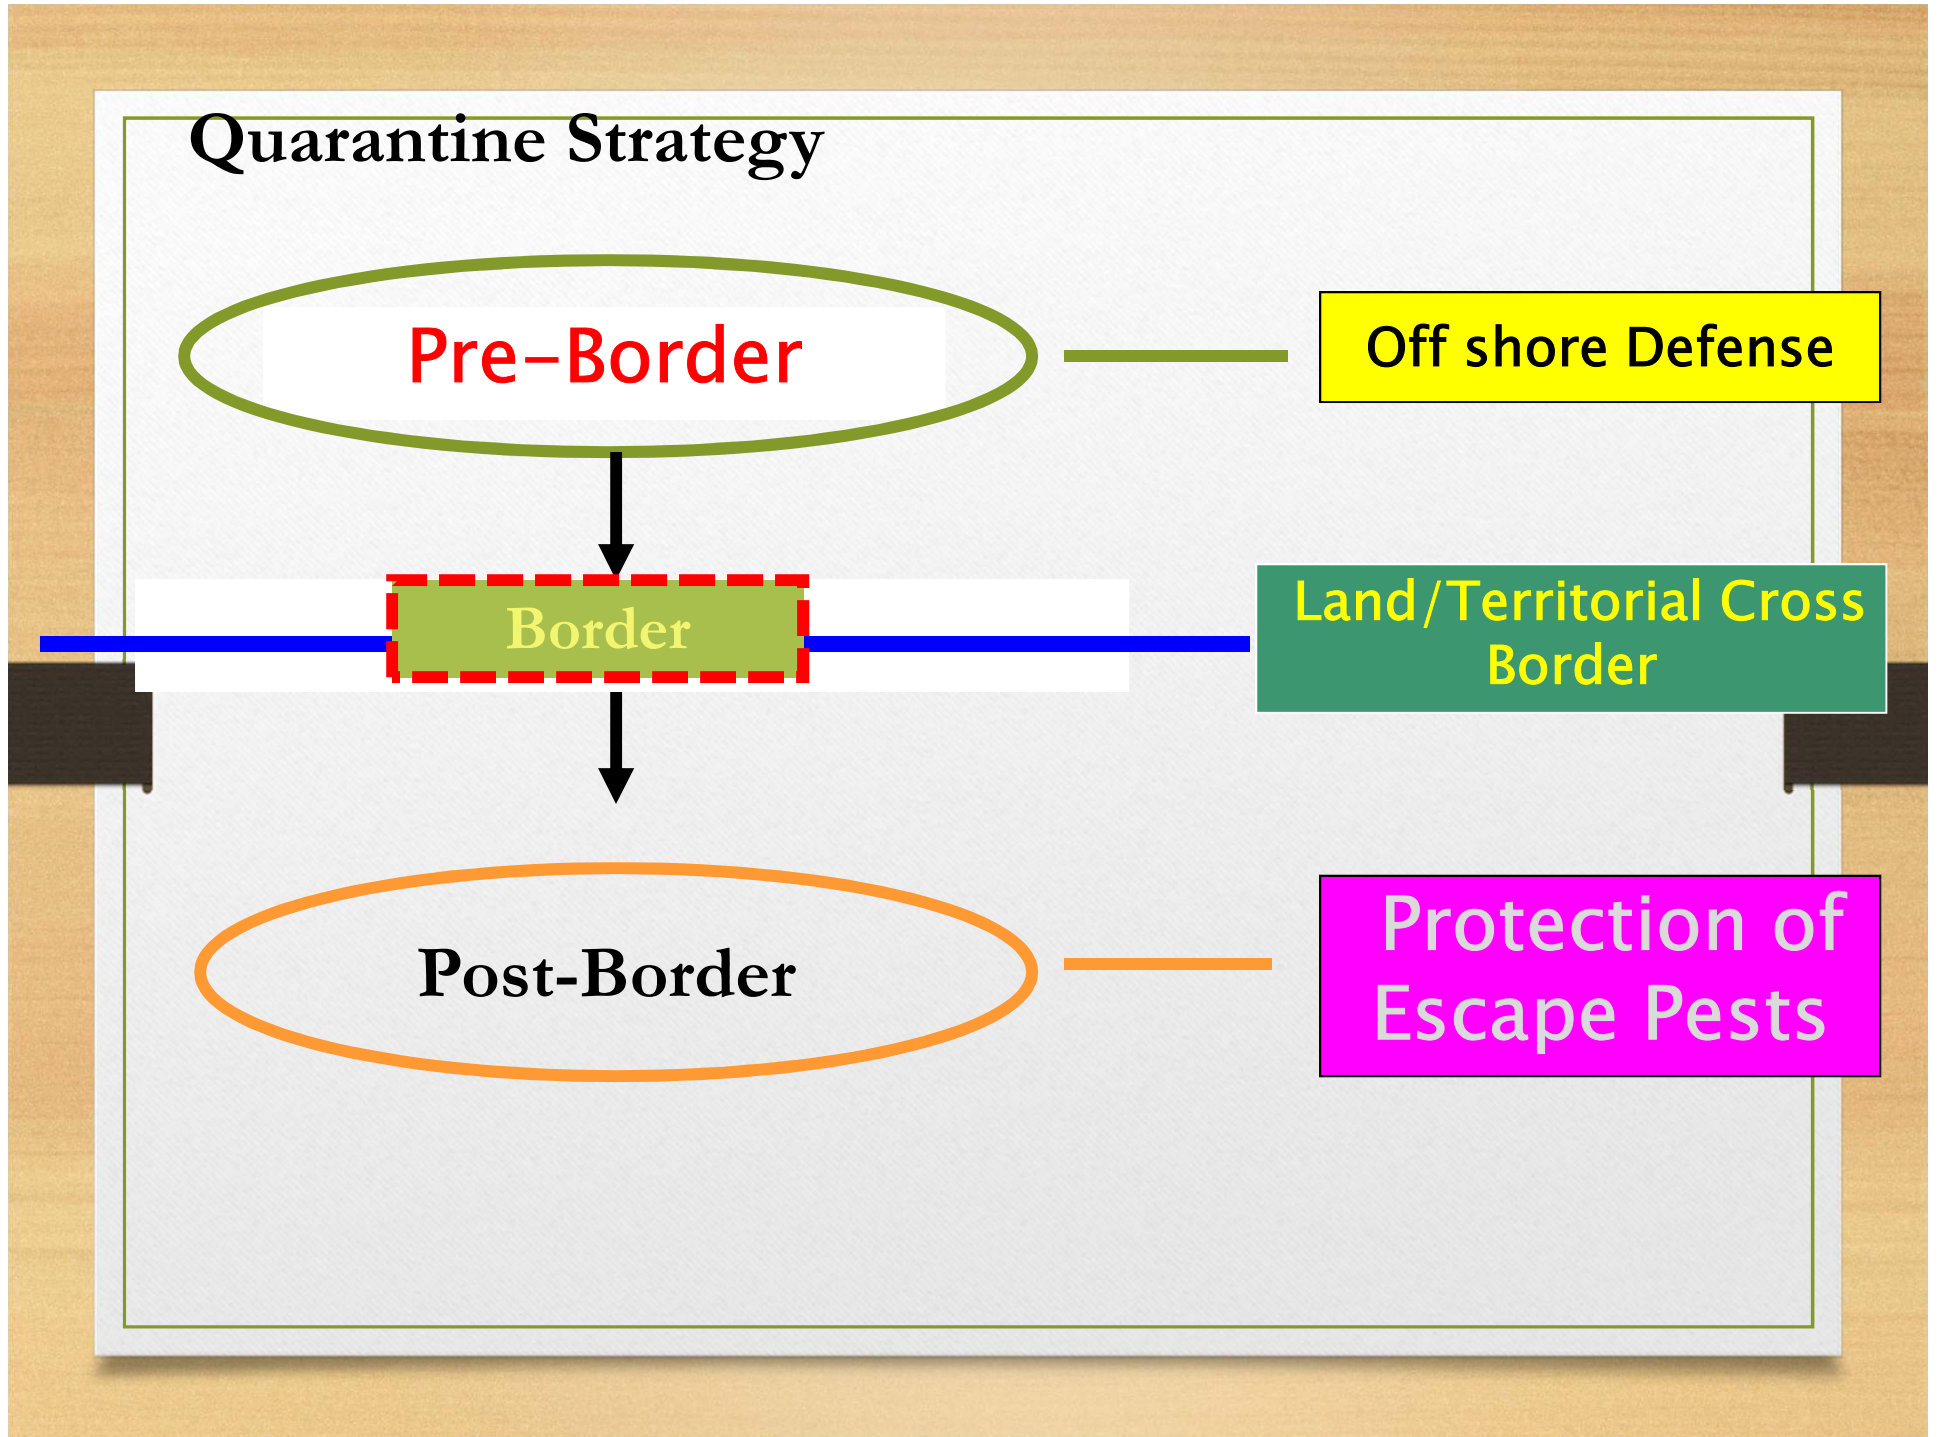 Quarantine Strategy
Pre-Border
Off shore Defense
Border
Land/Territorial Cross
Border
Post-Border
Protection of
Escape Pests